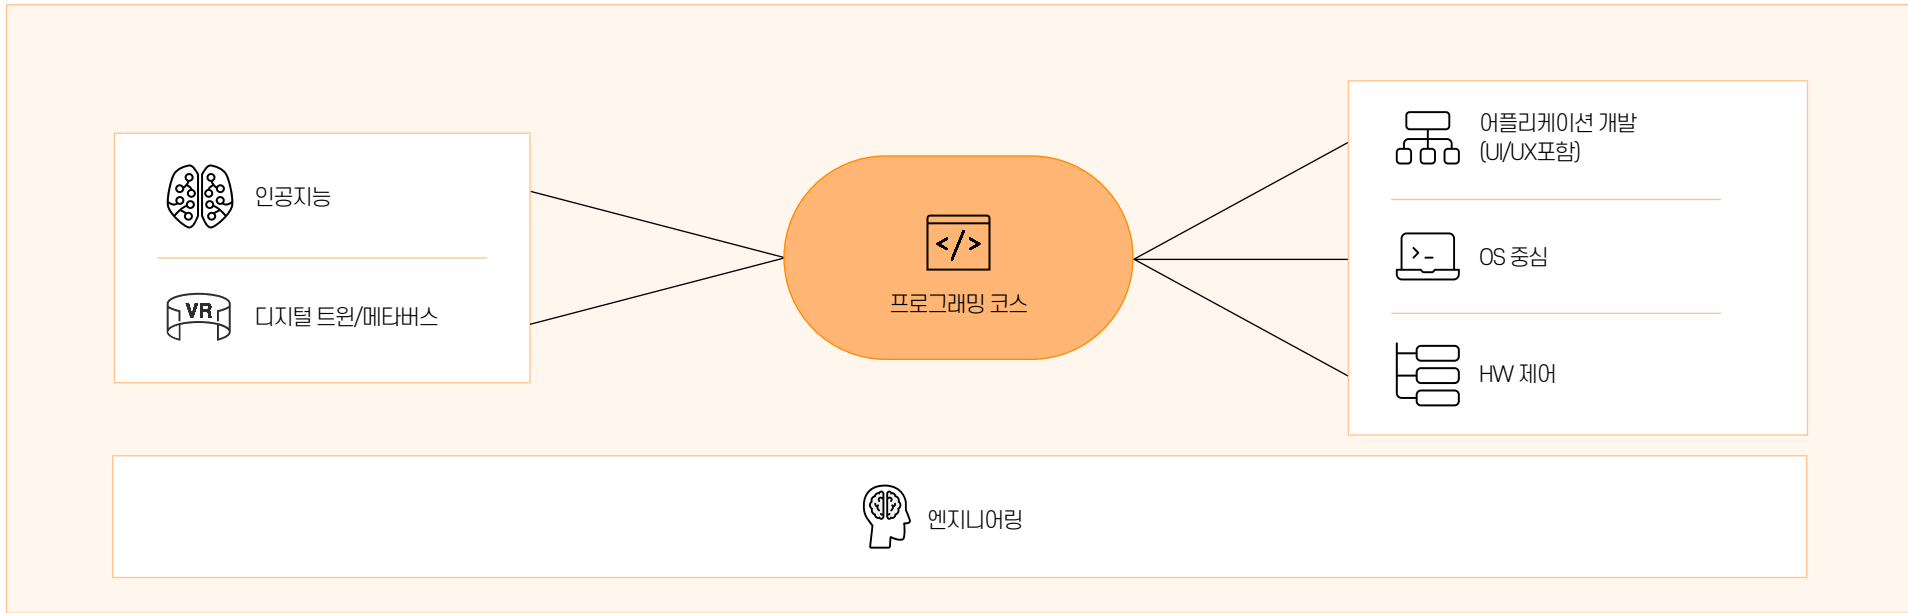 인공지능
디지털 트윈/메타버스
VR
</>
프로그래밍 코스
어플리케이션 개발
(UI/UX포함)
OS 중심
HW 제어
엔지니어링